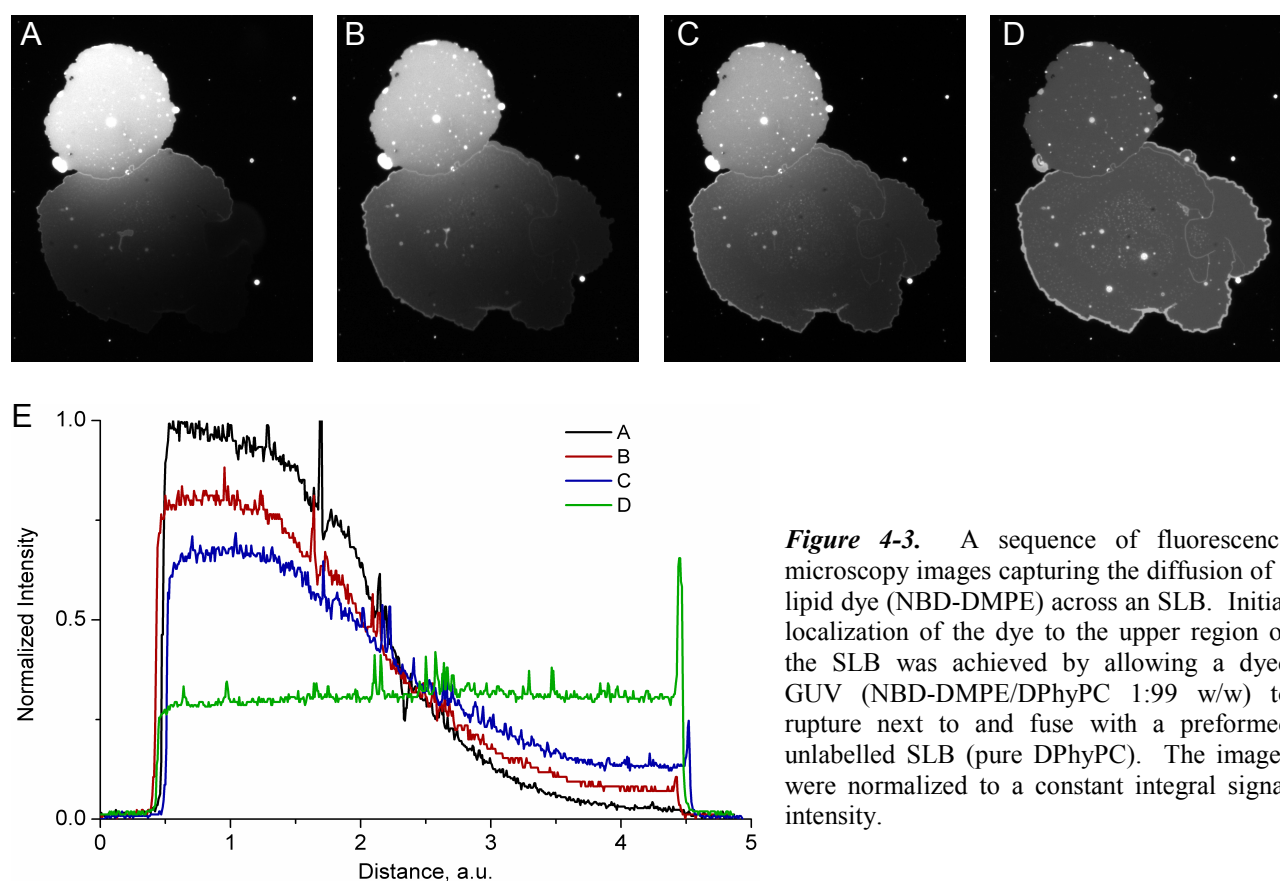 A
B
C
D
E
1.0
0.5
0.0
0
1
2
3
4
5
Normalized Intensity
Distance, a.u.
A
B
C
D
Figure 4-3. A sequence of fluorescenc
microscopy images capturing the diffusion of
lipid dye (NBD-DMPE) across an SLB. Initia
localization of the dye to the upper region o
the SLB was achieved by allowing a dye
GUV (NBD-DMPE/DPhyPC 1:99 w/w) t
rupture next to and fuse with a preforme
unlabelled SLB (pure DPhyPC). The image
were normalized to a constant integral signa
intensity.